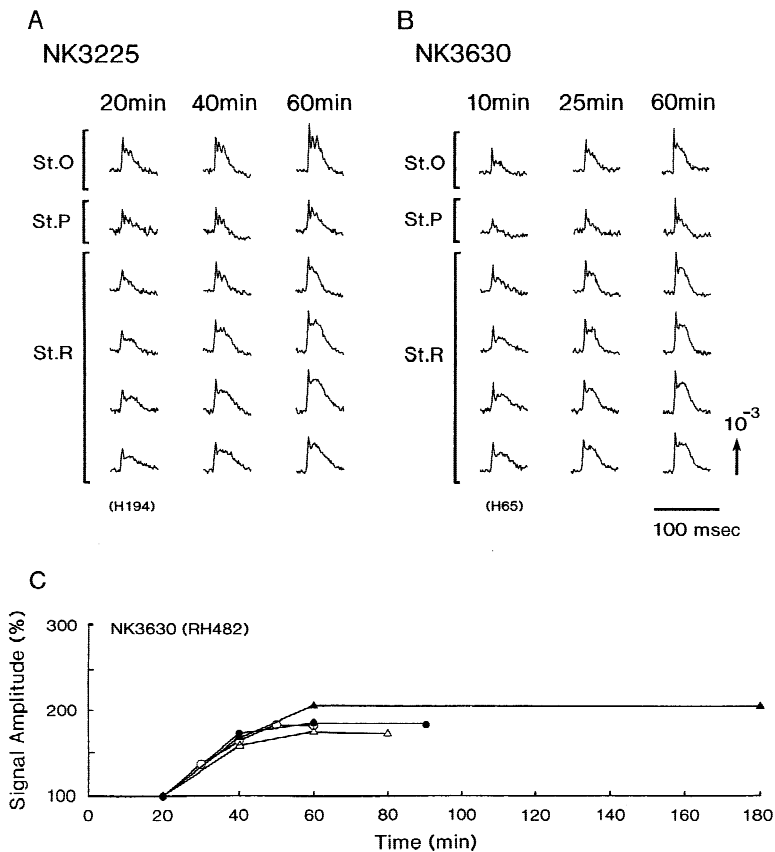 A
NK3225
20min 40min 60min
St.O
St.P
St.R
(H194)
B
NK3630
10min 25min 60min
St.O
St.P
St.R
(H65)
10-3
100 msec
C
NK3630 (RH482)
Signal Amplitude (%)
300
200
100
0 20 40 60 80 100 120 140 160 180
Time (min)